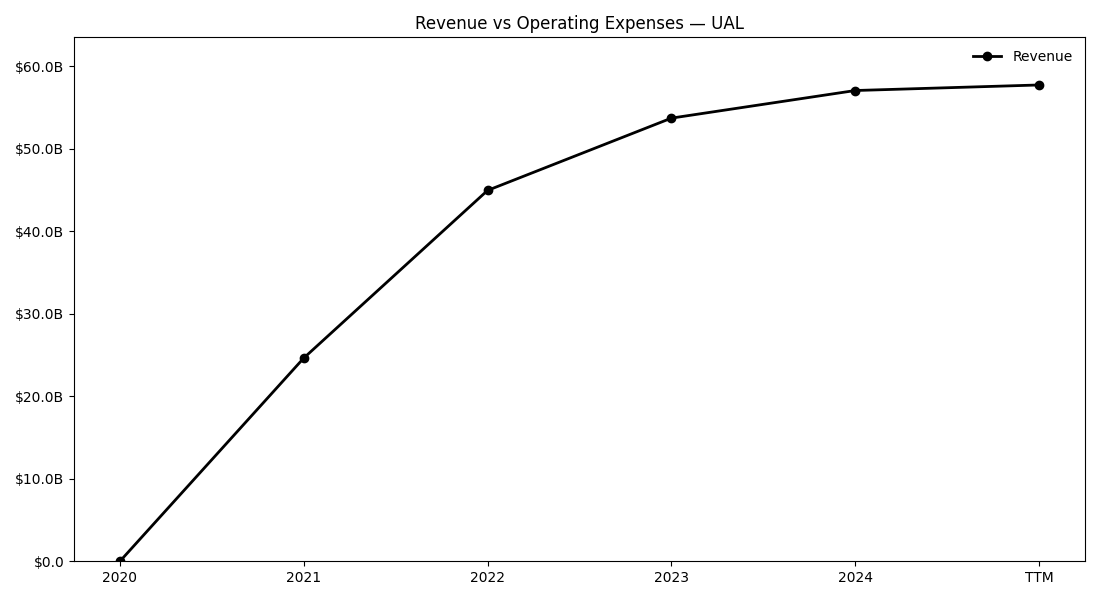 Revenue vs Operating Expenses — UAL
Revenue
$60.0B
$50.0B
$40.0B
$30.0B
$20.0B
$10.0B
$0.0
2020 2021 2022 2023 2024 TTM